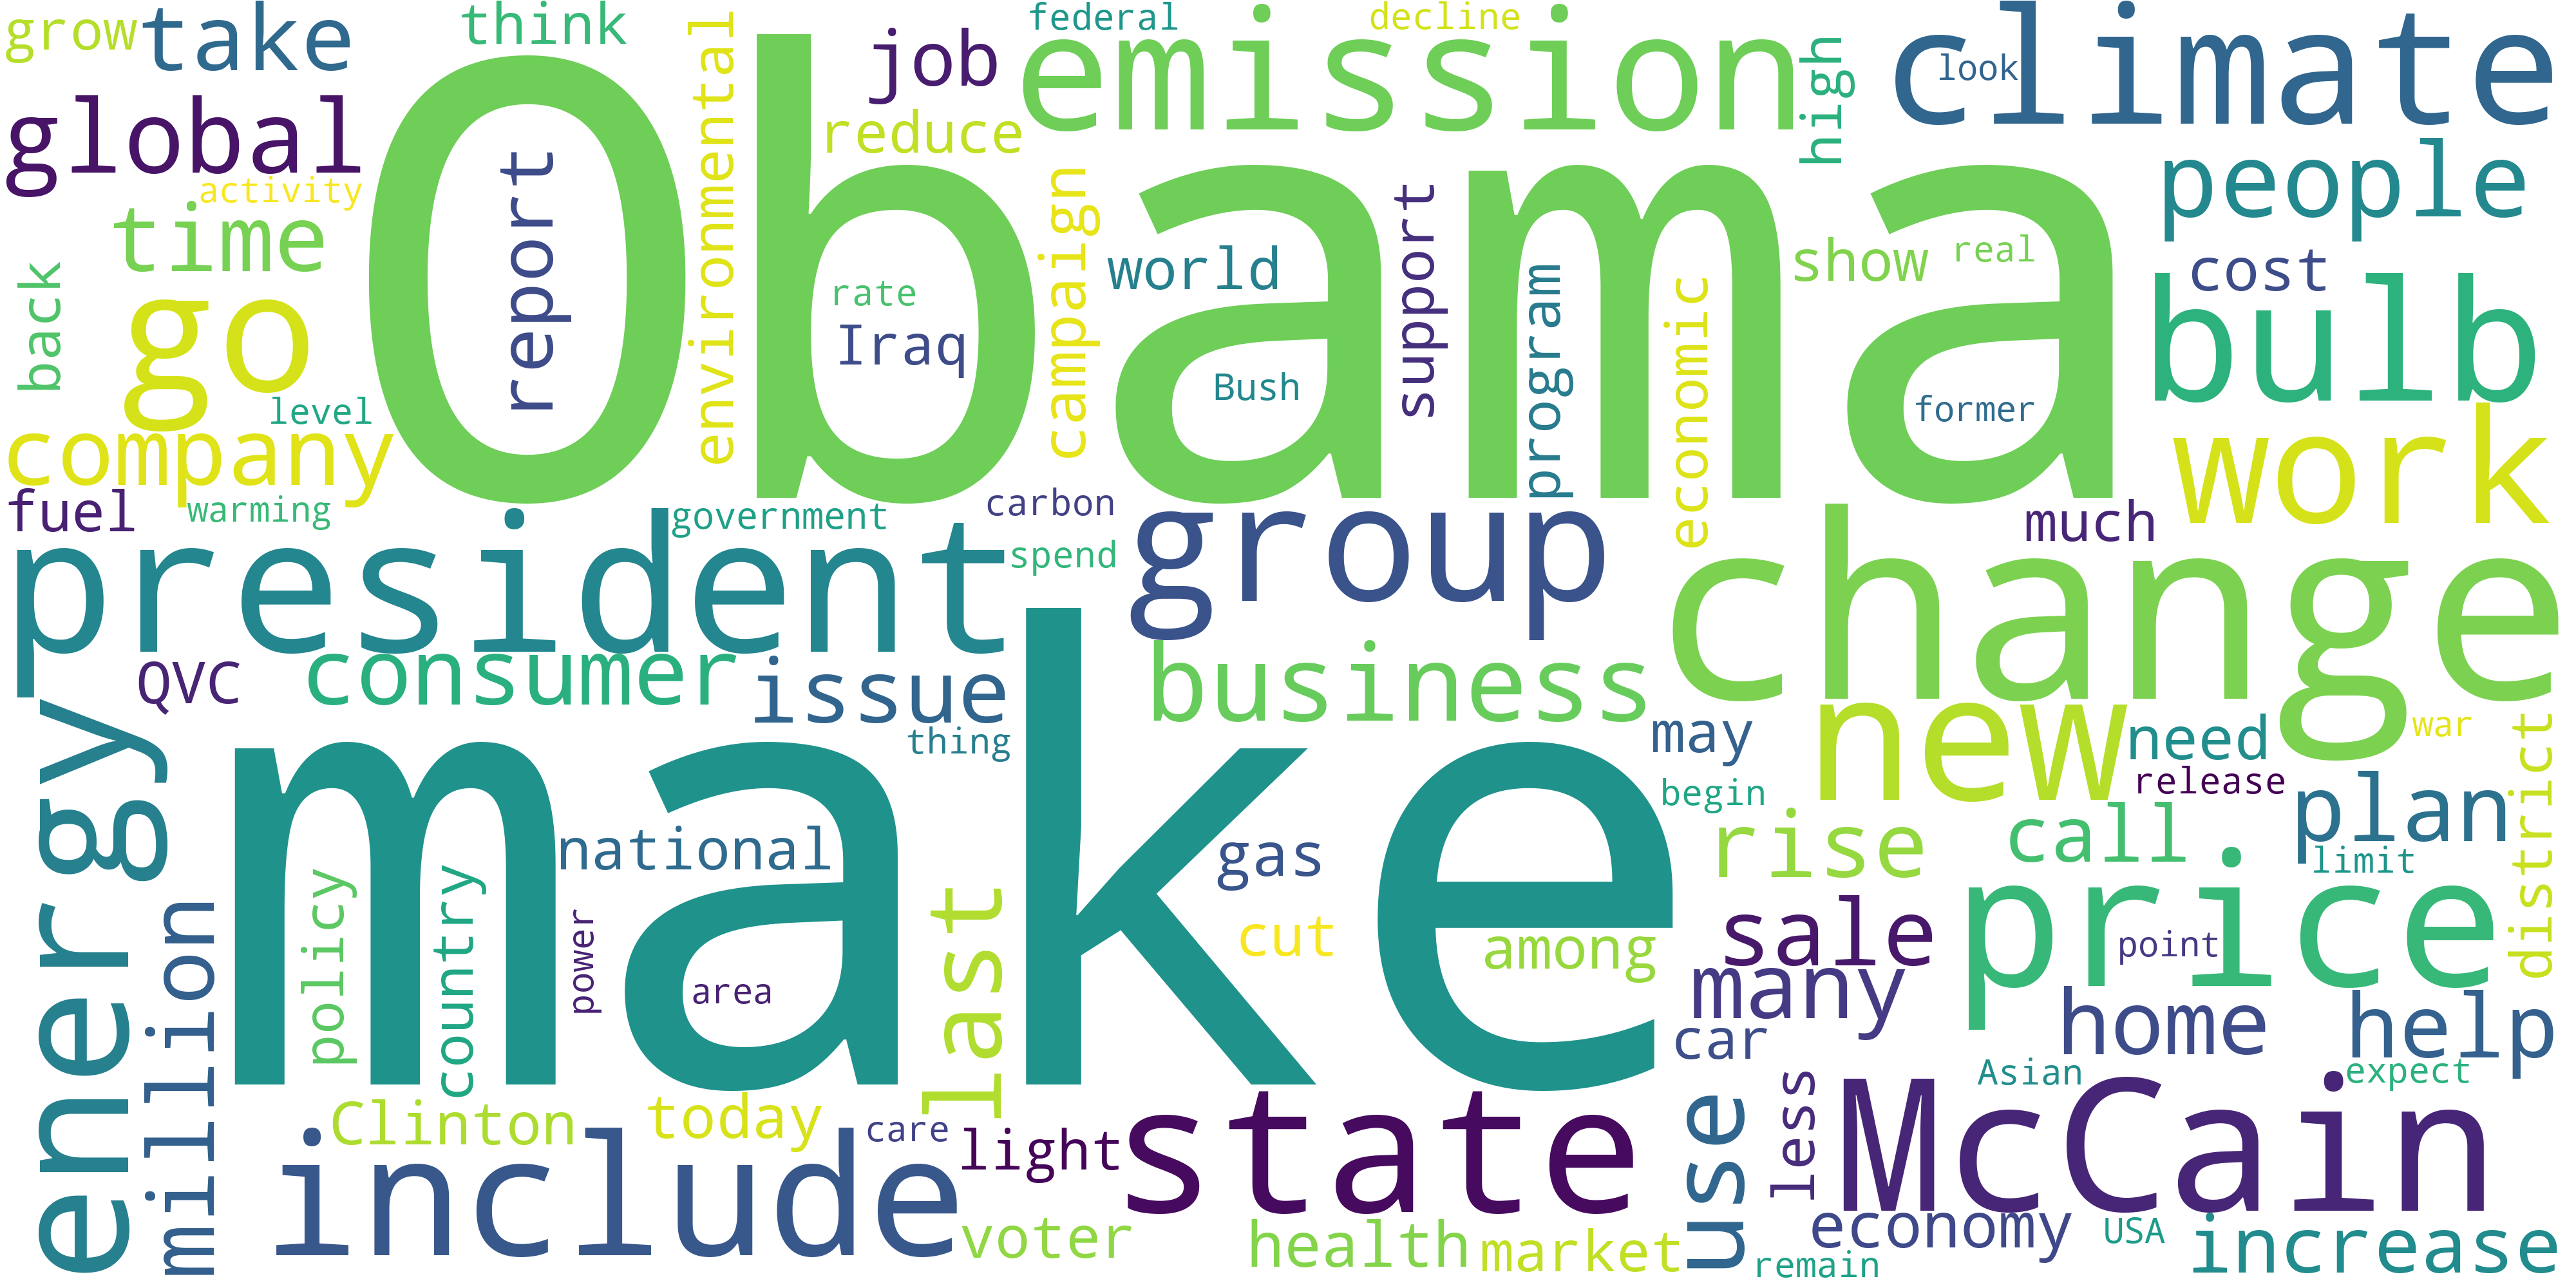 grow
take
think
environmental
job
federal
decline
emission
high
climate
look
global
Obama
report
reduce
campaign
people
activity
time
world
support
program
economic
show
real
cost
back
go
rate
Iraq
Bush
former
bulb
level
company
work
fuel
warming
government
carbon
spend
group
much
president
change
QVC
consumer
issue
business
thing
new
may
need
war
release
district
energy
make
begin
plan
national
gas
rise
call
limit
price
million
policy
country
power
area
last
cut
among
sale
point
many
home
help
car
Clinton
today
care
light
include
state
use
less
Asian
expect
McCain
voter
health
market
economy
USA
increase
remain